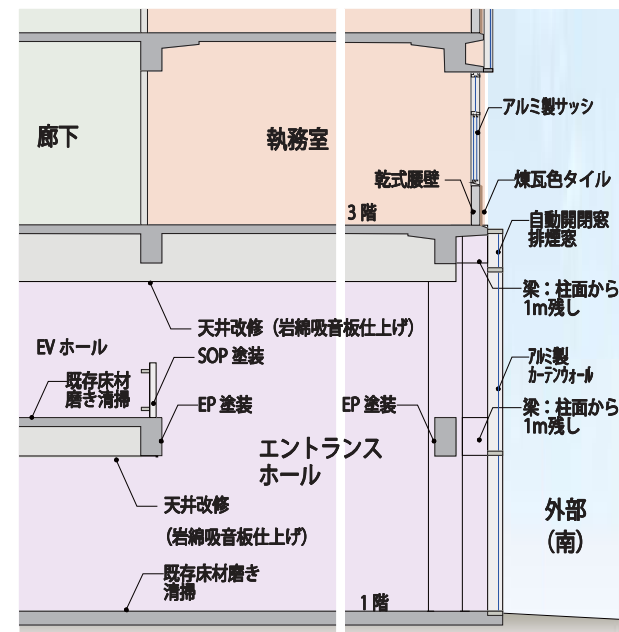 アルミ製サッシ
廊下
執務室
乾式腰壁
煉瓦色タイル
3階
自動開閉窓
排煙窓
梁：柱面から
1m残し
天井改修（岩綿吸音板仕上げ）
EVホール
SOP塗装
アルミ製
カーテンウォール
既存床材
磨き清掃
EP塗装
EP塗装
梁：柱面から
1m残し
エントランス
ホール
天井改修
（岩綿吸音板仕上げ）
外部
（南）
既存床材磨き
清掃
1階